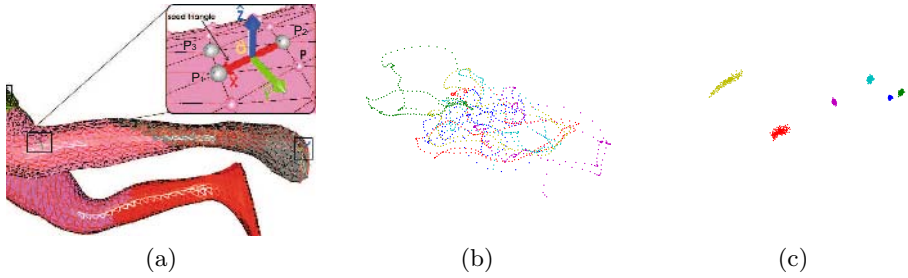 seed triangle
Z
P₃
O
P₂
P
P₁
X
Y
(a)
(b)
(c)